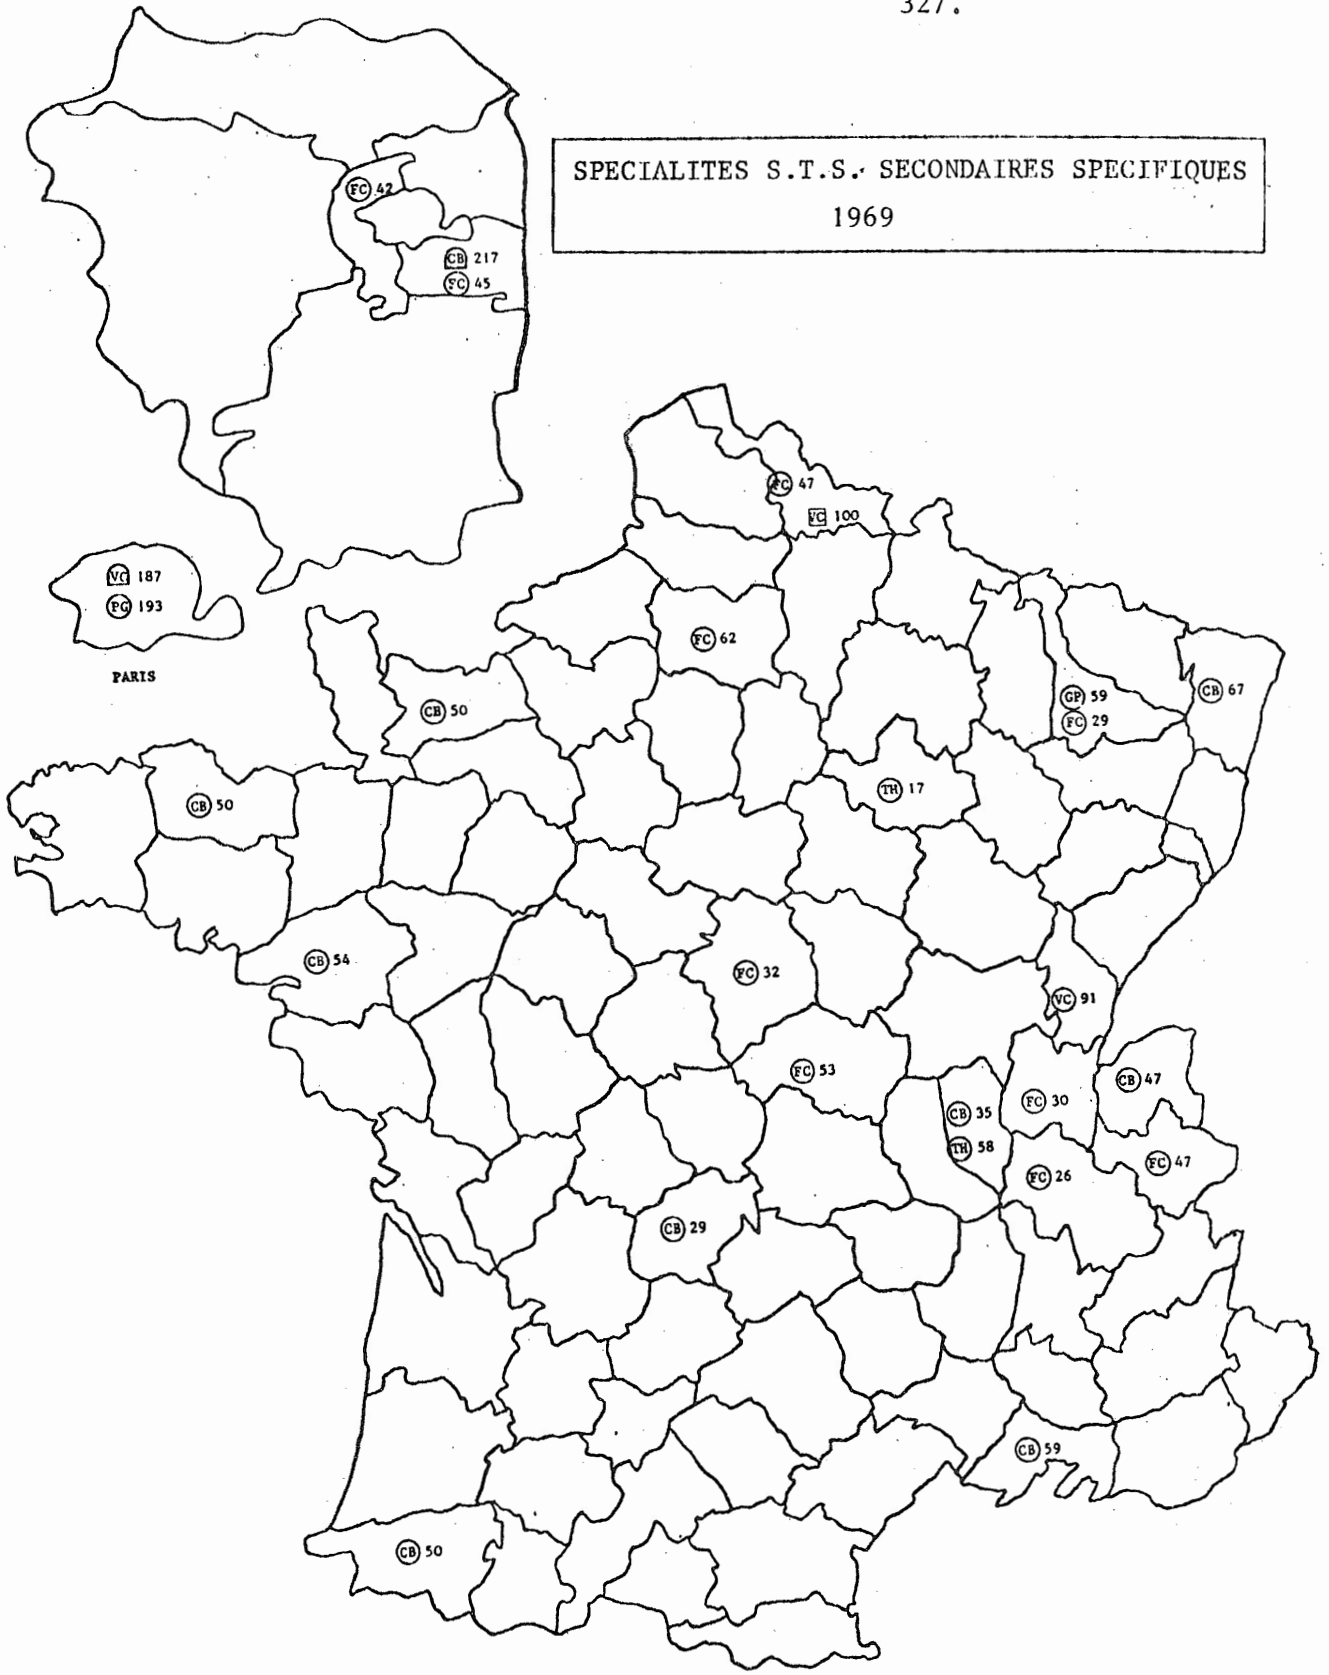 327.
SPECIALITES S.T.S. SECONDAIRES SPECIFIQUES
1969
FC 42
CB 217
FC 45
FC 47
VC 100
VC 187
PG 193
PARIS
FC 62
CB 50
GP 59
FC 29
CB 67
CB 50
TH 17
CB 54
FC 32
VC 91
FC 53
CB 47
CB 35
FC 30
TH 58
FC 26
FC 47
CB 29
CB 59
CB 50